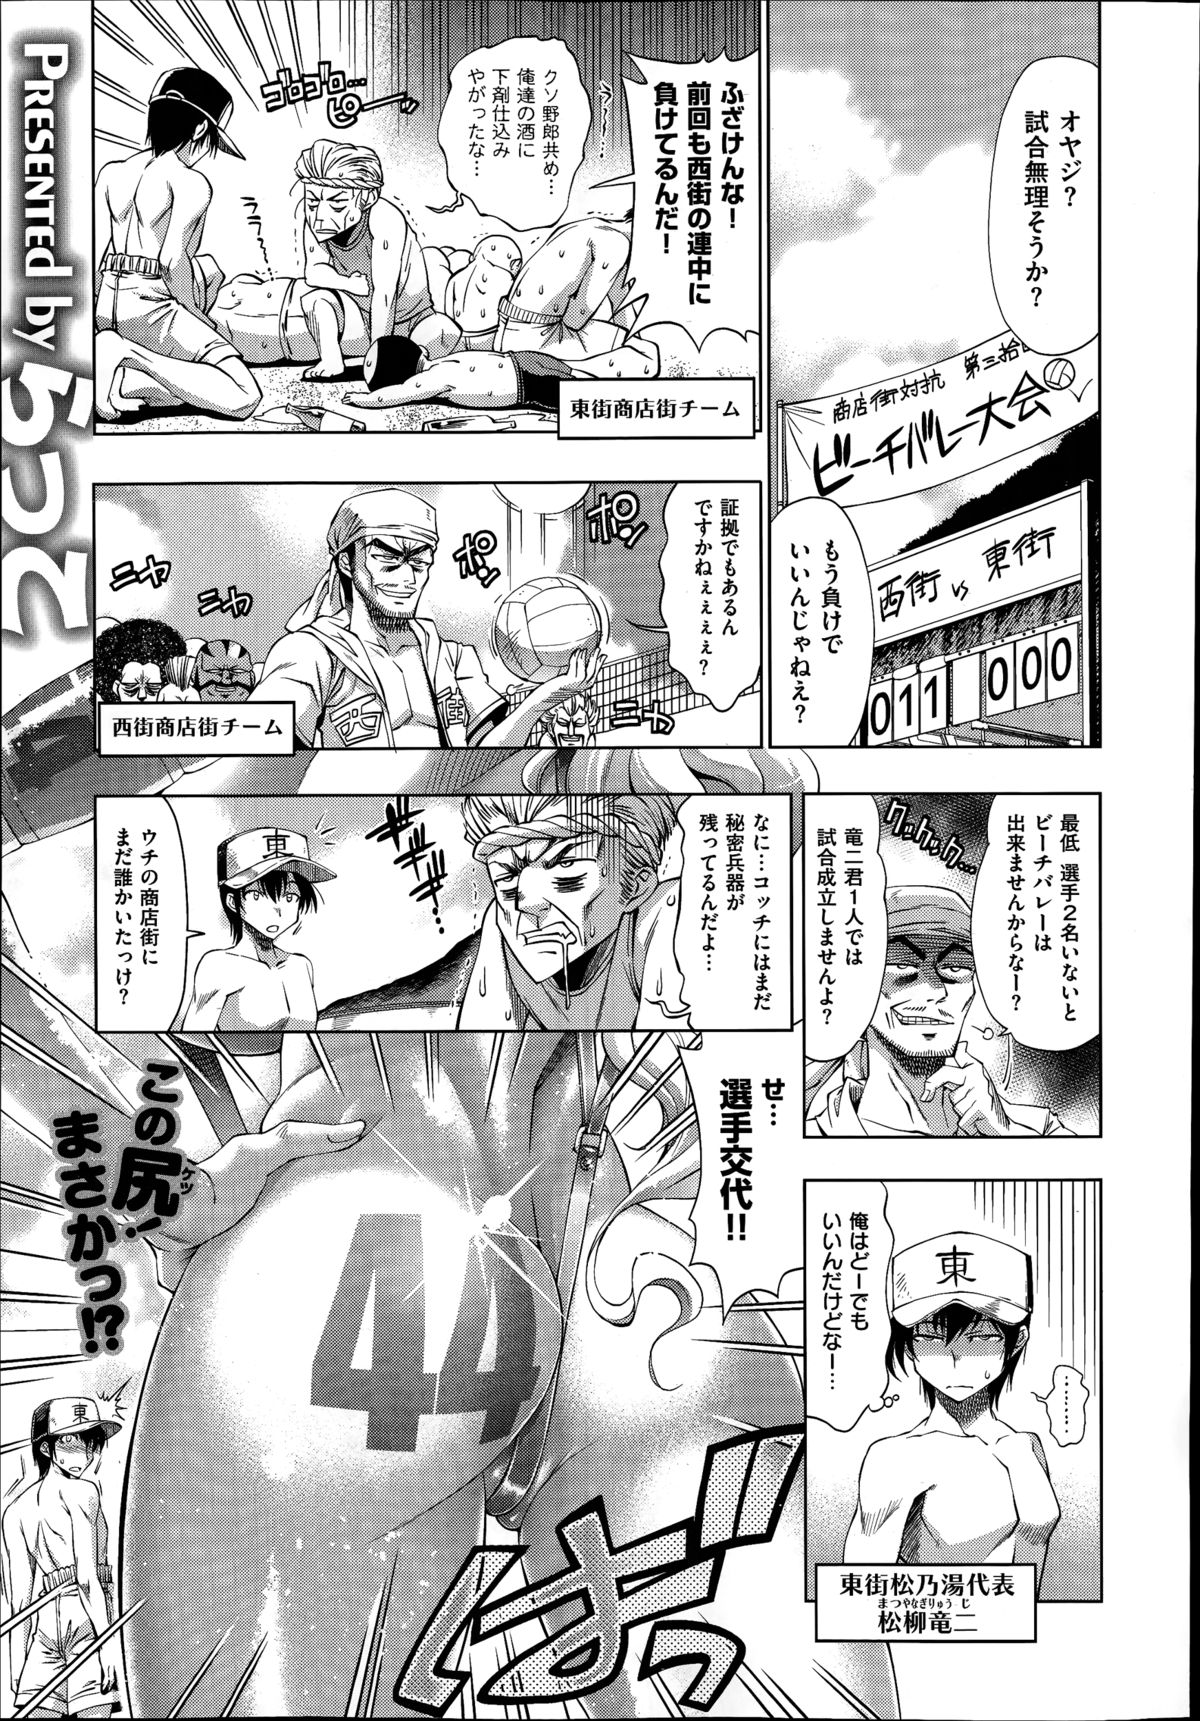 オヤジ?
試合無理そうか?
第三拾
商店街対抗
ビーチバレー大会
西街 vs 東街
011 000
もう負けで
いいんじゃねえ?
ふざけんな!
前回も西街の連中に
負けてるんだ!
う〜…
クソ野郎共め…
俺達の酒に
下剤仕込み
やがったな…
ゴロゴロ…
ピーーッ
東街商店街チーム
PRESENTED by らっこ
証拠でもあるん
ですかねぇぇぇぇ?
ポン
ポン
ニヤ
ニヤ
ニヤ
西街
西街商店街チーム
最低 選手2名いないと
ビーチバレーは
出来ませんからなー?
クックックッ…
竜二君1人では
試合成立しませんよ?
なに…コッチにはまだ
秘密兵器が
残ってるんだよ…
東
ウチの商店街に
まだ誰かいたっけ?
東
俺はどーでも
いいんだけどなー…
………
東街松乃湯代表
まつやなぎりゅうじ
松柳竜二
せ…
選手交代!!
44
ばっ
この尻!
ケツ
まさかっ!?
東